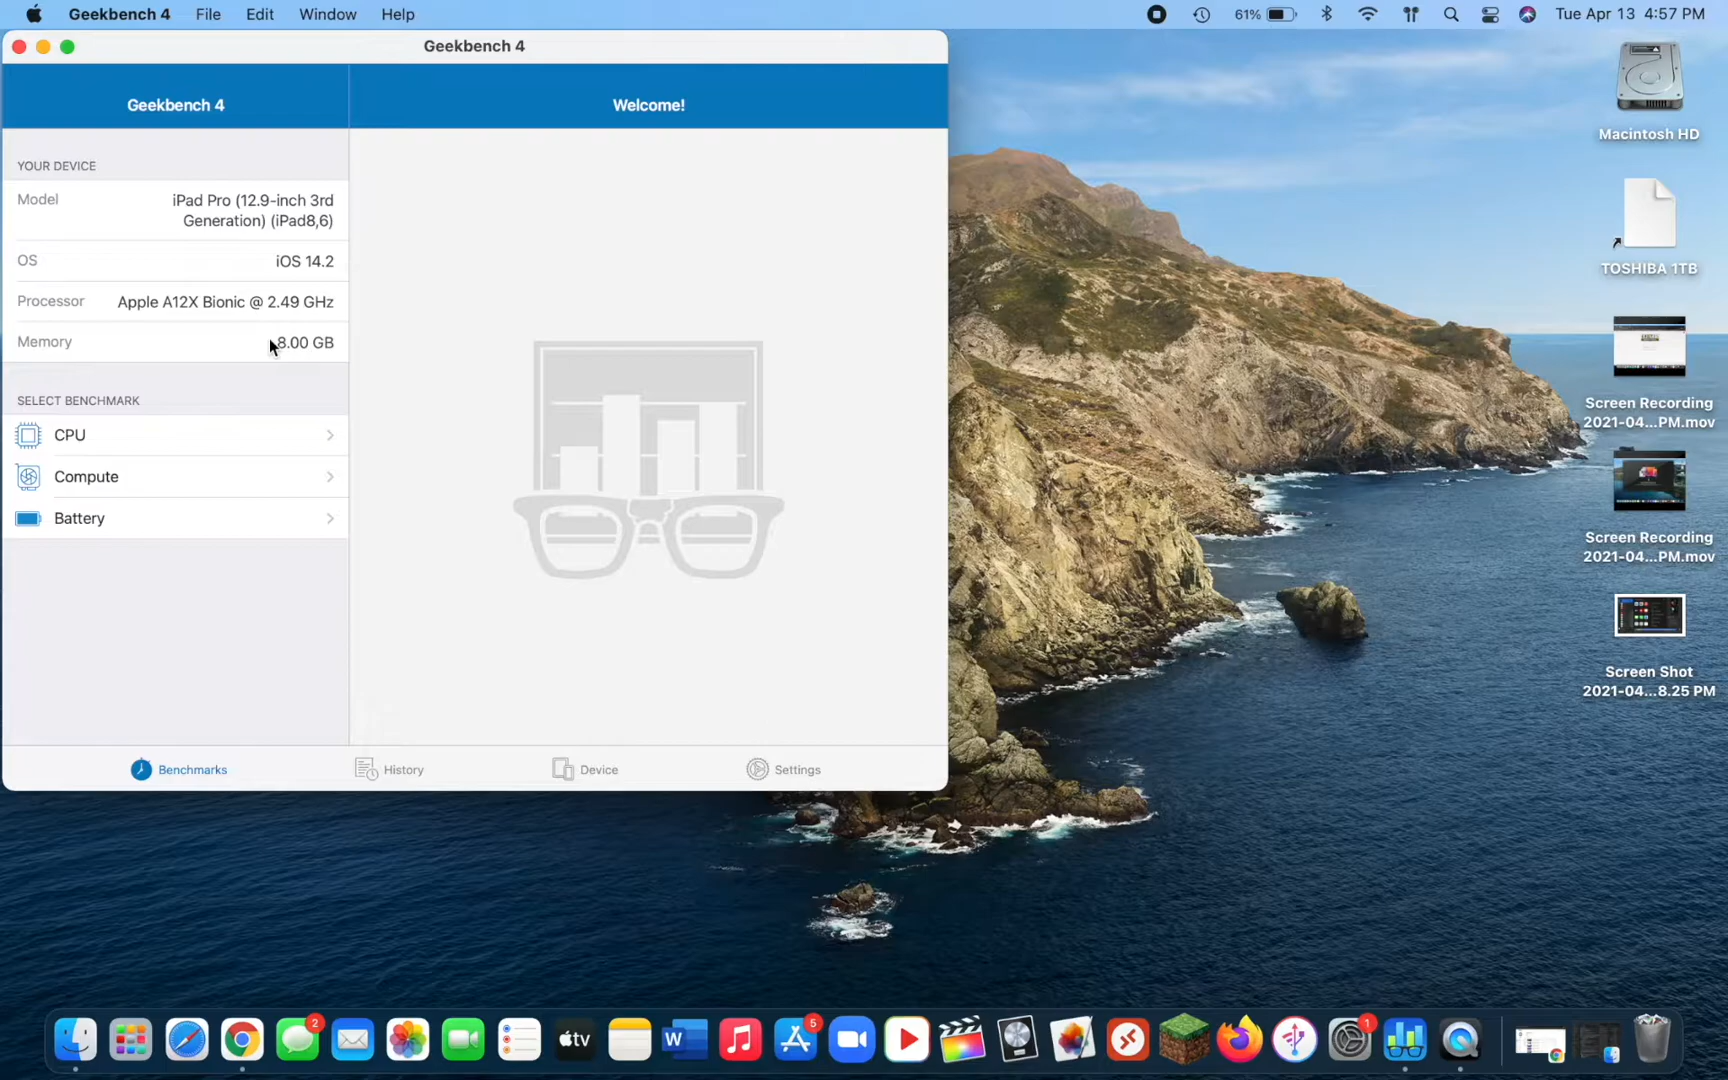 Geekbench 4 File Edit Window Help 61% Tue Apr 13 4:57 PM
Geekbench 4
Geekbench 4
Welcome!
YOUR DEVICE
Model iPad Pro (12.9-inch 3rd
Generation) (iPad8,6)
OS iOS 14.2
Processor Apple A12X Bionic @ 2.49 GHz
Memory 8.00 GB
SELECT BENCHMARK
CPU
Compute
Battery
Benchmarks History Device Settings
Macintosh HD
TOSHIBA 1TB
Screen Recording
2021-04...PM.mov
Screen Recording
2021-04...PM.mov
Screen Shot
2021-04...8.25 PM
2
tv
W
5
1